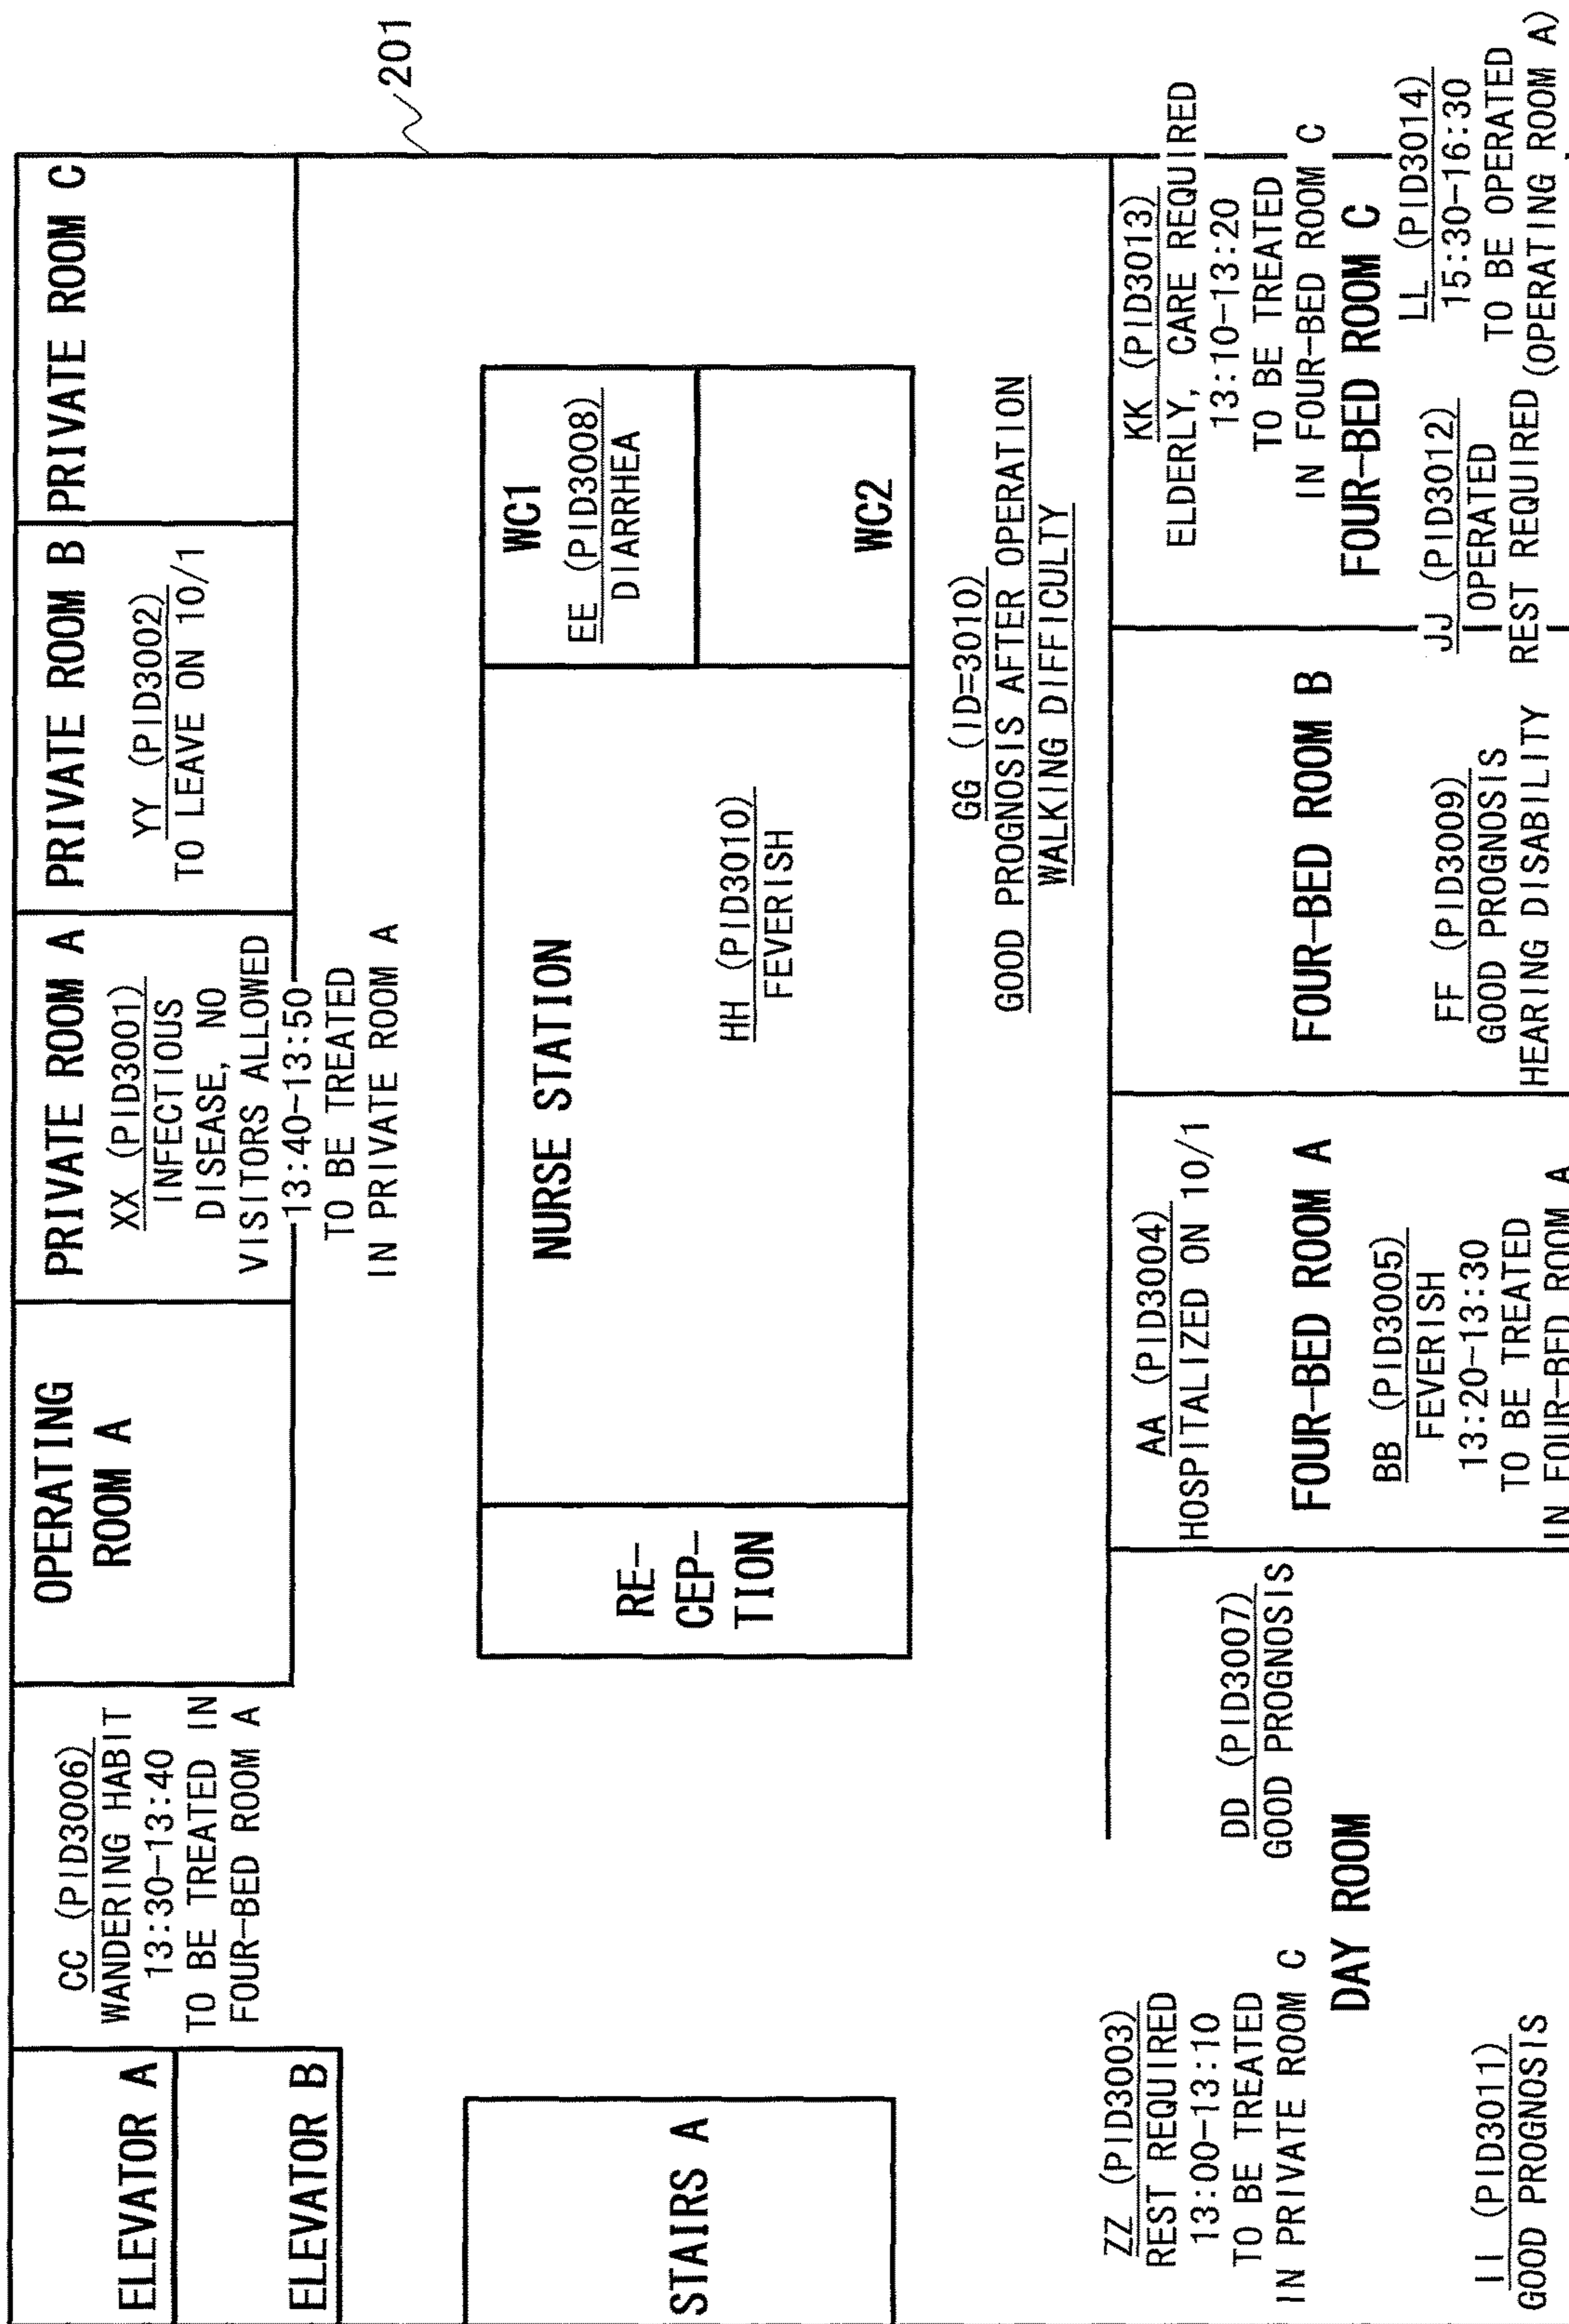 201
ELEVATOR A
ELEVATOR B
CC (PID3006)
WANDERING HABIT
13:30-13:40
TO BE TREATED IN
FOUR-BED ROOM A
OPERATING
ROOM A
PRIVATE ROOM A
XX (PID3001)
INFECTIOUS
DISEASE, NO
VISITORS ALLOWED
13:40-13:50
TO BE TREATED
IN PRIVATE ROOM A
PRIVATE ROOM B
YY (PID3002)
TO LEAVE ON 10/1
PRIVATE ROOM C
STAIRS A
RE-
CEP-
TION
NURSE STATION
HH (PID3010)
FEVERISH
WC1
EE (PID3008)
DIARRHEA
WC2
GG (ID=3010)
GOOD PROGNOSIS AFTER OPERATION
WALKING DIFFICULTY
ZZ (PID3003)
REST REQUIRED
13:00-13:10
TO BE TREATED
IN PRIVATE ROOM C
DD (PID3007)
GOOD PROGNOSIS
DAY ROOM
II (PID3011)
GOOD PROGNOSIS
AA (PID3004)
HOSPITALIZED ON 10/1
FOUR-BED ROOM A
BB (PID3005)
FEVERISH
13:20-13:30
TO BE TREATED
IN FOUR-BED ROOM A
FOUR-BED ROOM B
FF (PID3009)
GOOD PROGNOSIS
HEARING DISABILITY
KK (PID3013)
ELDERLY, CARE REQUIRED
13:10-13:20
TO BE TREATED
IN FOUR-BED ROOM C
FOUR-BED ROOM C
JJ (PID3012)
OPERATED
REST REQUIRED
LL (PID3014)
15:30-16:30
TO BE OPERATED
(OPERATING ROOM A)